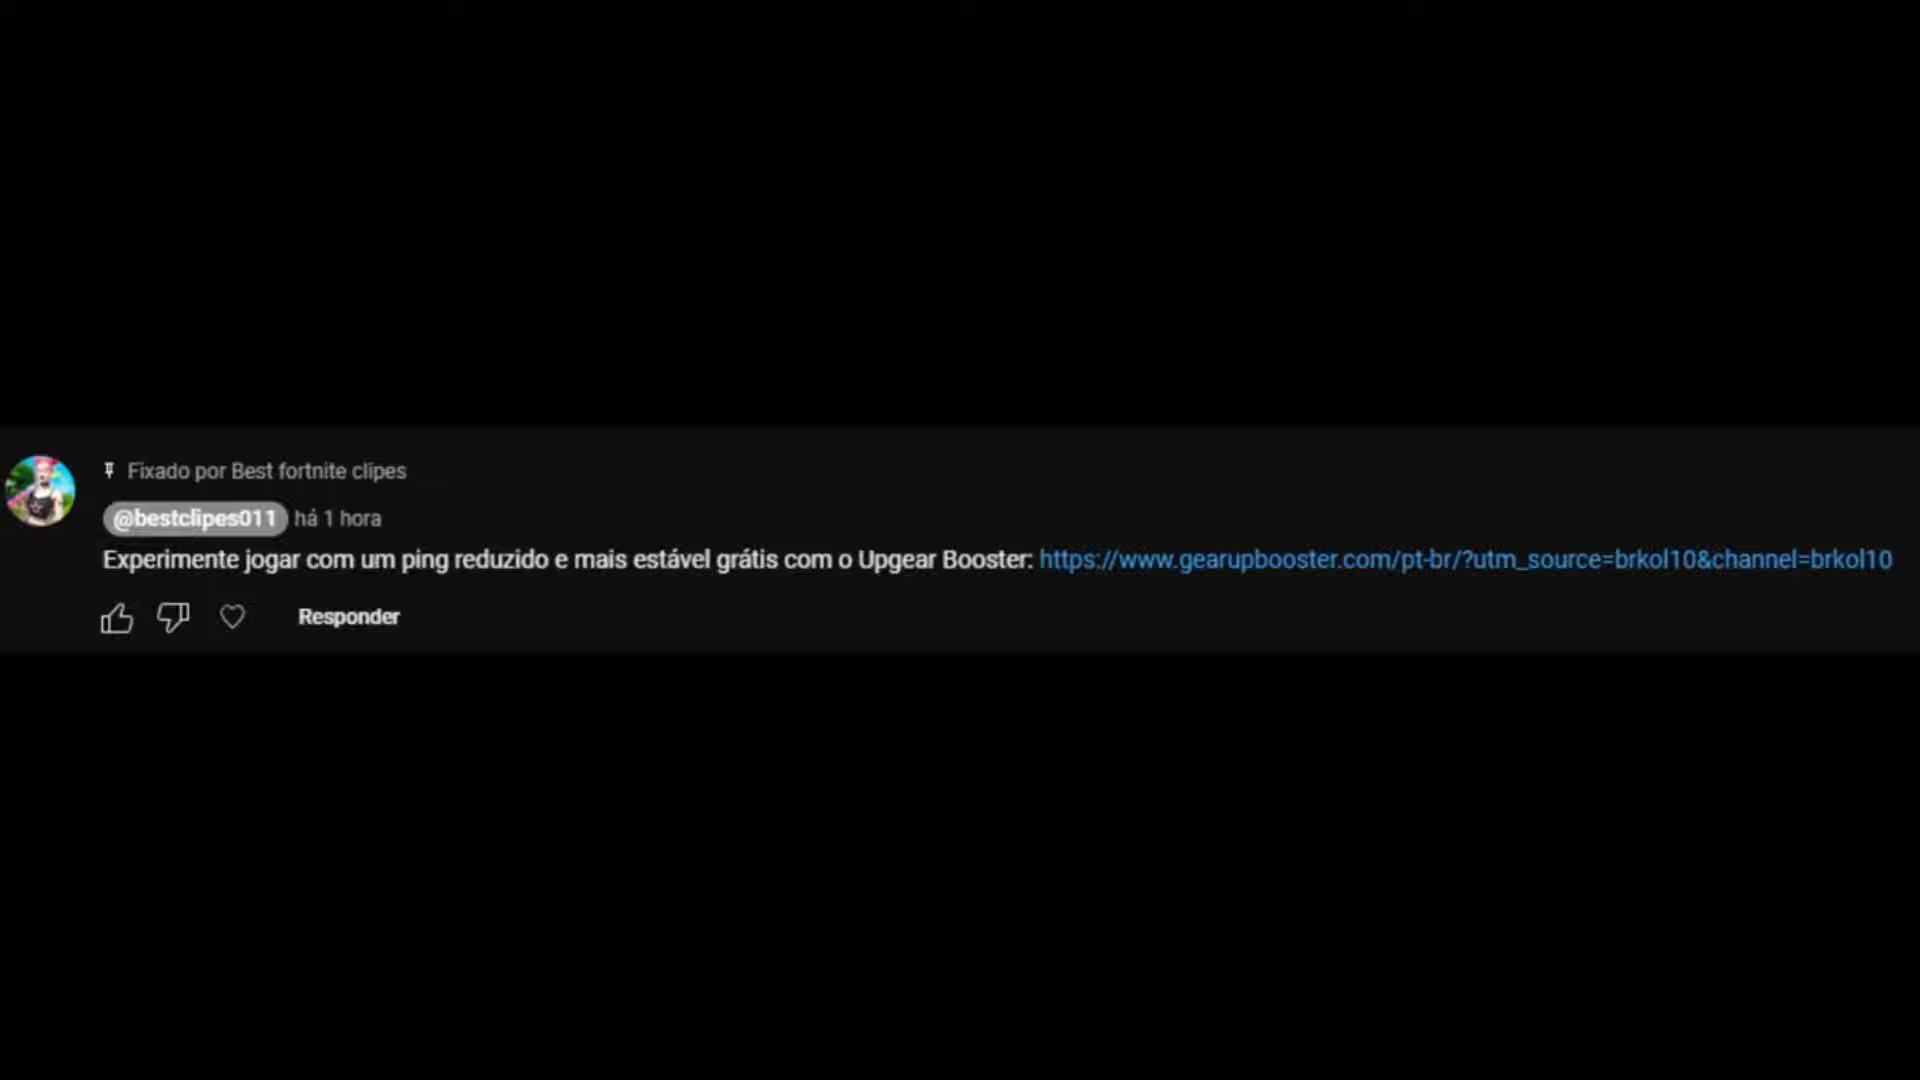 Fixado por Best fortnite clipes
@bestclipes011 há 1 hora
Experimente jogar com um ping reduzido e mais estável grátis com o Upgear Booster: https://www.gearupbooster.com/pt-br/?utm_source=brkol10&channel=brkol10
Responder